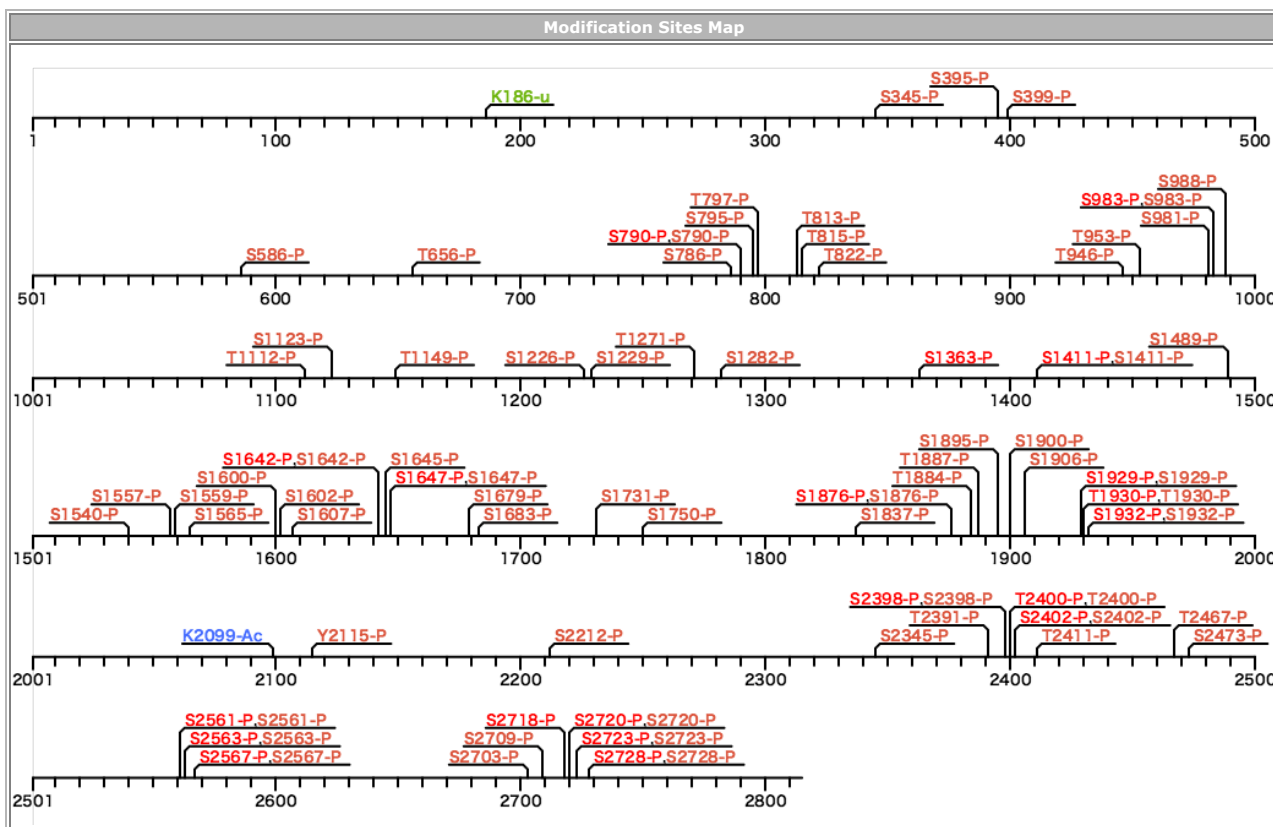 Modification Sites Map
S395-P
K186-u S345-P S399-P
1 100 200 300 400 500
S988-P
T797-P S983-P,S983-P
S795-P T813-P S981-P
S790-P,S790-P T815-P T953-P
S586-P T656-P S786-P T822-P T946-P
501 600 700 800 900 1000
S1123-P T1271-P S1489-P
T1112-P T1149-P S1226-P S1229-P S1282-P S1363-P S1411-P,S1411-P
1001 1100 1200 1300 1400 1500
S1895-P S1900-P
S1642-P,S1642-P S1645-P T1887-P S1906-P
S1600-P S1647-P,S1647-P T1884-P S1929-P,S1929-P
S1557-P S1559-P S1602-P S1679-P S1731-P S1876-P,S1876-P T1930-P,T1930-P
S1540-P S1565-P S1607-P S1683-P S1750-P S1837-P S1932-P,S1932-P
1501 1600 1700 1800 1900 2000
S2398-P,S2398-P T2400-P,T2400-P
T2391-P S2402-P,S2402-P T2467-P
K2099-Ac Y2115-P S2212-P S2345-P T2411-P S2473-P
2001 2100 2200 2300 2400 2500
S2561-P,S2561-P S2718-P S2720-P,S2720-P
S2563-P,S2563-P S2709-P S2723-P,S2723-P
S2567-P,S2567-P S2703-P S2728-P,S2728-P
2501 2600 2700 2800